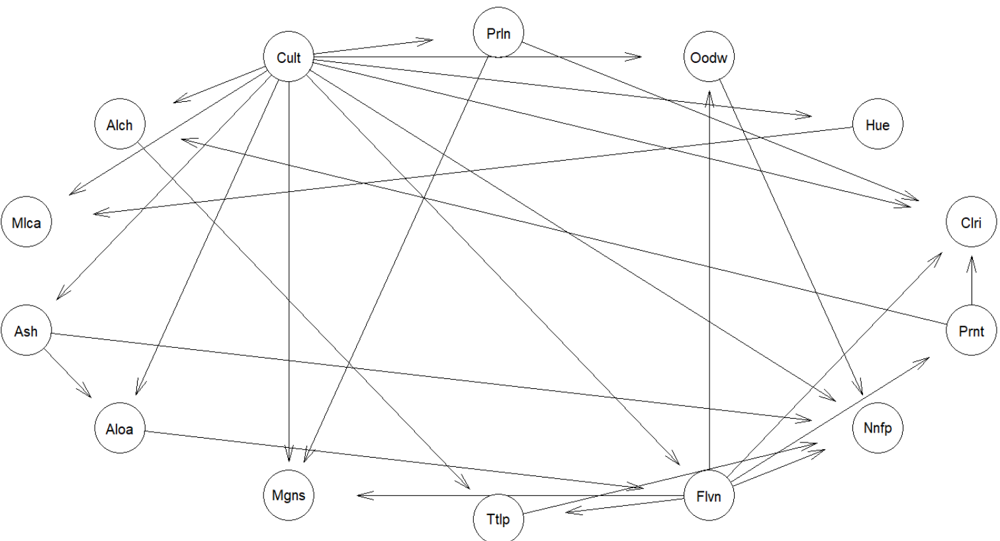 Prln
Cult
Oodw
Alch
Hue
Mlca
Clri
Ash
Prnt
Aloa
Nnfp
Mgns
Flvn
Ttlp